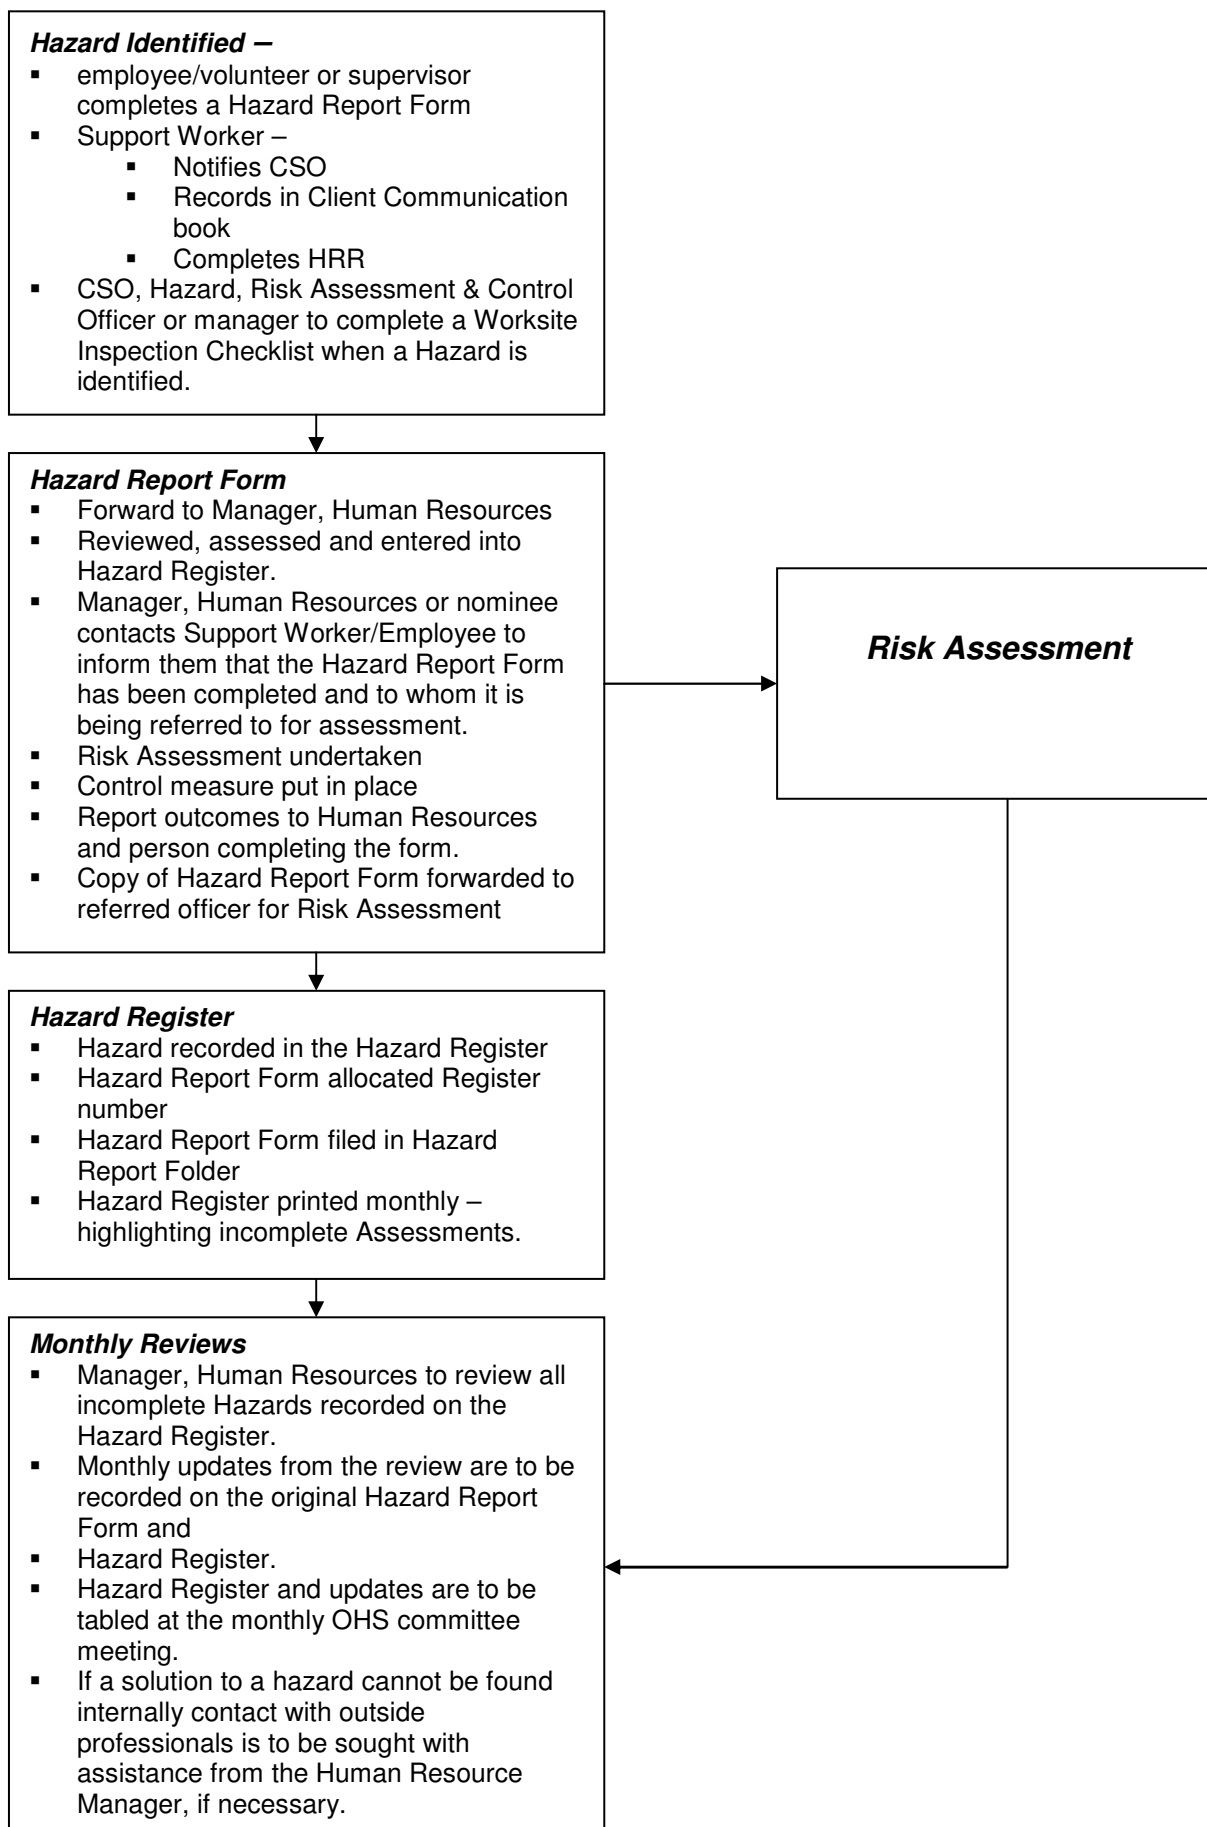 Hazard Identified –
▪ employee/volunteer or supervisor
completes a Hazard Report Form
▪ Support Worker –
▪ Notifies CSO
▪ Records in Client Communication
book
▪ Completes HRR
▪ CSO, Hazard, Risk Assessment & Control
Officer or manager to complete a Worksite
Inspection Checklist when a Hazard is
identified.
Hazard Report Form
▪ Forward to Manager, Human Resources
▪ Reviewed, assessed and entered into
Hazard Register.
▪ Manager, Human Resources or nominee
contacts Support Worker/Employee to
inform them that the Hazard Report Form
has been completed and to whom it is
being referred to for assessment.
▪ Risk Assessment undertaken
▪ Control measure put in place
▪ Report outcomes to Human Resources
and person completing the form.
▪ Copy of Hazard Report Form forwarded to
referred officer for Risk Assessment
Risk Assessment
Hazard Register
▪ Hazard recorded in the Hazard Register
▪ Hazard Report Form allocated Register
number
▪ Hazard Report Form filed in Hazard
Report Folder
▪ Hazard Register printed monthly –
highlighting incomplete Assessments.
Monthly Reviews
▪ Manager, Human Resources to review all
incomplete Hazards recorded on the
Hazard Register.
▪ Monthly updates from the review are to be
recorded on the original Hazard Report
Form and
▪ Hazard Register.
▪ Hazard Register and updates are to be
tabled at the monthly OHS committee
meeting.
▪ If a solution to a hazard cannot be found
internally contact with outside
professionals is to be sought with
assistance from the Human Resource
Manager, if necessary.